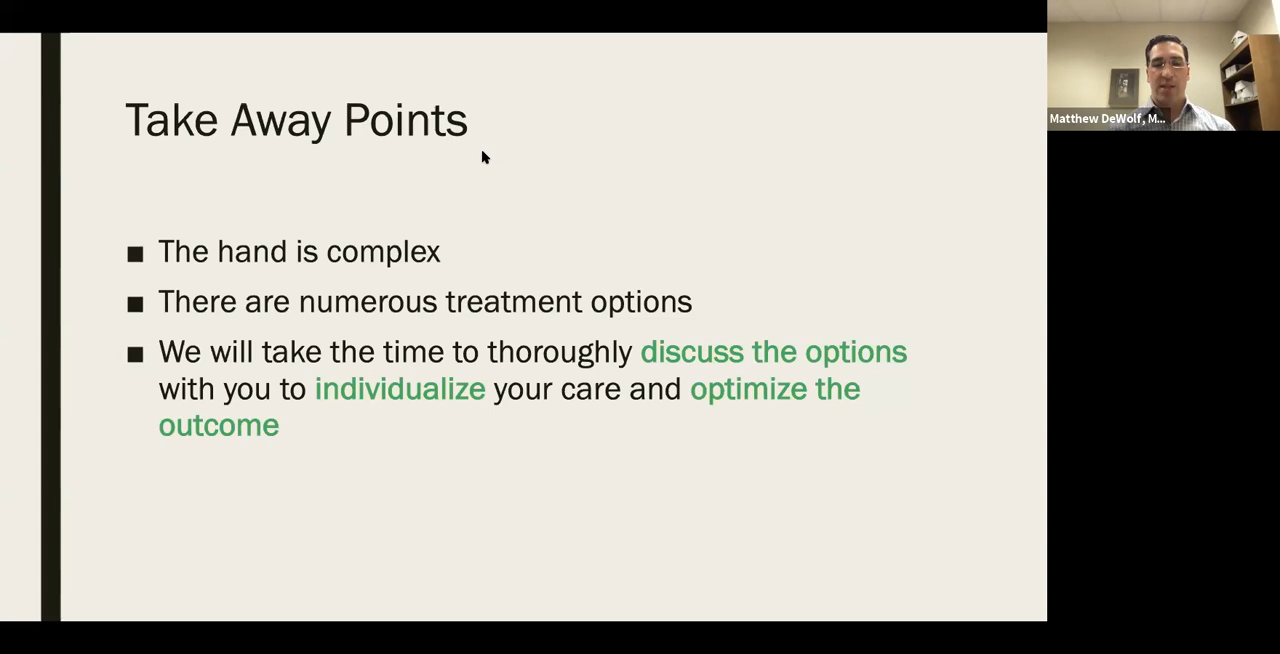 Take Away Points
The hand is complex
There are numerous treatment options
We will take the time to thoroughly discuss the options
with you to individualize your care and optimize the
outcome
Matthew DeWolf, M...